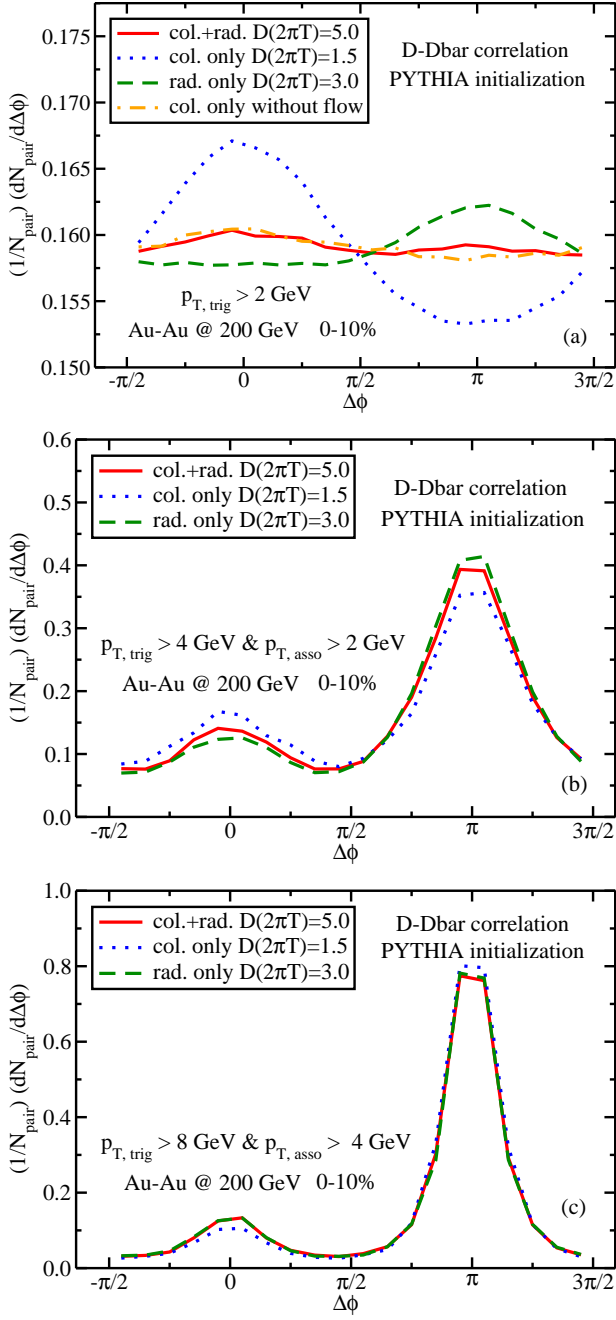 0.175
0.170
0.165
0.160
0.155
0.150
(1/N_pair) (dN_pair/dΔϕ)
col.+rad. D(2πT)=5.0
col. only D(2πT)=1.5
rad. only D(2πT)=3.0
col. only without flow
D-Dbar correlation
PYTHIA initialization
p_T, trig > 2 GeV
Au-Au @ 200 GeV 0-10%
(a)
-π/2 0 π/2 π 3π/2
Δϕ
0.6
0.5
0.4
0.3
0.2
0.1
0.0
(1/N_pair) (dN_pair/dΔϕ)
col.+rad. D(2πT)=5.0
col. only D(2πT)=1.5
rad. only D(2πT)=3.0
D-Dbar correlation
PYTHIA initialization
p_T, trig > 4 GeV & p_T, asso > 2 GeV
Au-Au @ 200 GeV 0-10%
(b)
-π/2 0 π/2 π 3π/2
Δϕ
1.0
0.8
0.6
0.4
0.2
0.0
(1/N_pair) (dN_pair/dΔϕ)
col.+rad. D(2πT)=5.0
col. only D(2πT)=1.5
rad. only D(2πT)=3.0
D-Dbar correlation
PYTHIA initialization
p_T, trig > 8 GeV & p_T, asso > 4 GeV
Au-Au @ 200 GeV 0-10%
(c)
-π/2 0 π/2 π 3π/2
Δϕ